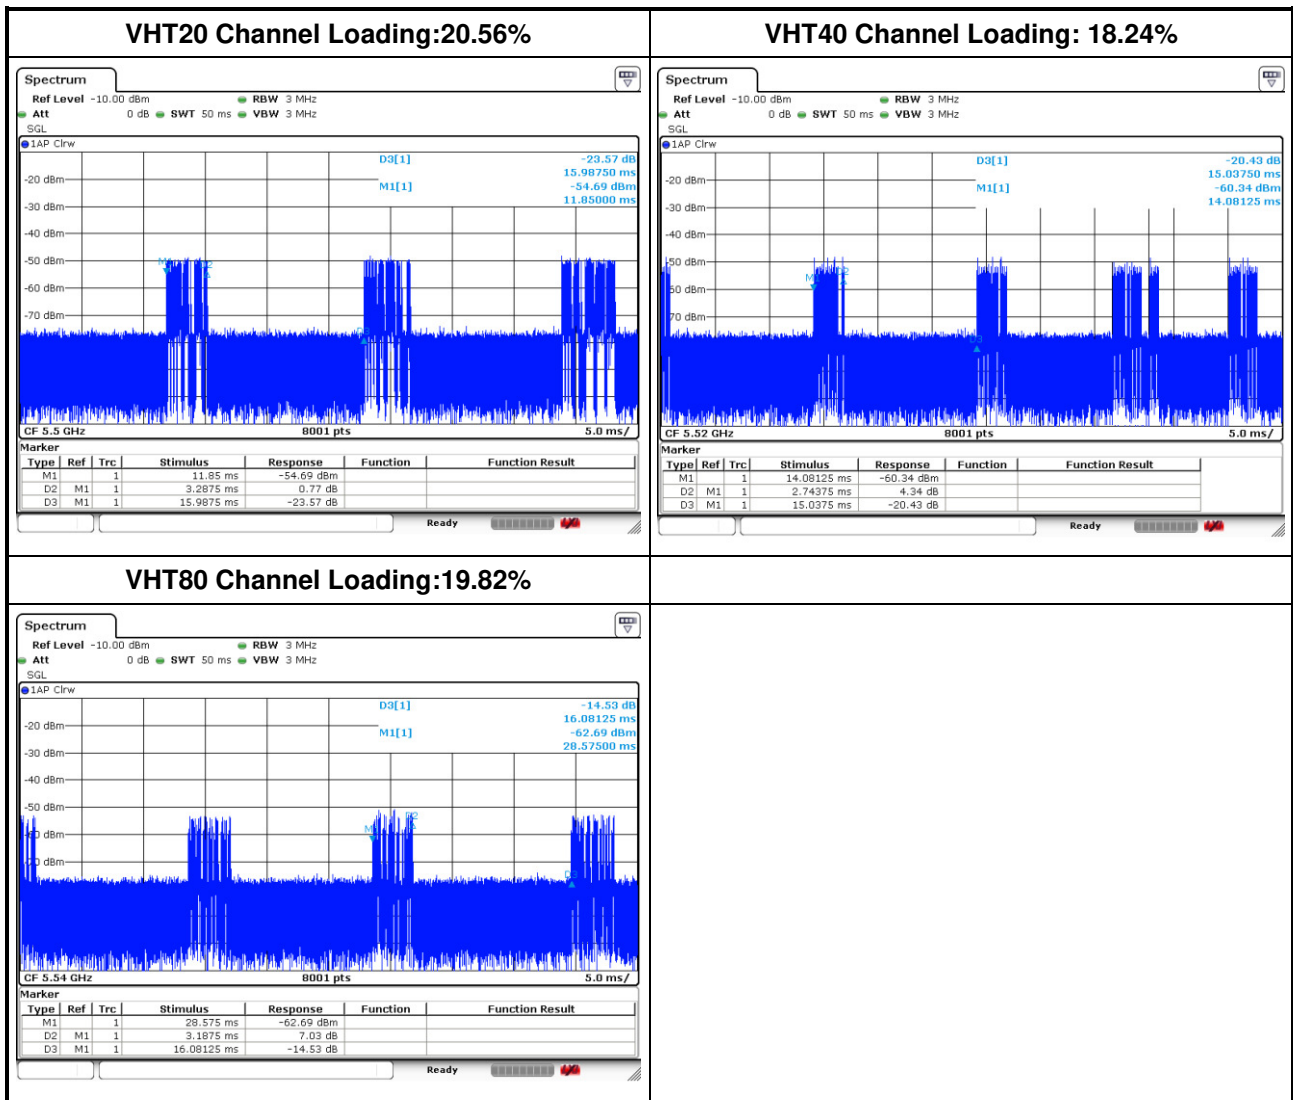 VHT20 Channel Loading:20.56%
Spectrum
Ref Level -10.00 dBm RBW 3 MHz
Att 0 dB SWT 50 ms VBW 3 MHz
SGL
1AP Clrw
D3[1] -23.57 dB
15.98750 ms
M1[1] -54.69 dBm
11.85000 ms
-20 dBm
-30 dBm
-40 dBm
-50 dBm
-60 dBm
-70 dBm
D3
CF 5.5 GHz 8001 pts 5.0 ms/
Marker
Type Ref Trc Stimulus Response Function Function Result
M1 1 11.85 ms -54.69 dBm
D2 M1 1 3.2875 ms 0.77 dB
D3 M1 1 15.9875 ms -23.57 dB
Ready
VHT40 Channel Loading: 18.24%
Spectrum
Ref Level -10.00 dBm RBW 3 MHz
Att 0 dB SWT 50 ms VBW 3 MHz
SGL
1AP Clrw
D3[1] -20.43 dB
15.03750 ms
M1[1] -60.34 dBm
14.08125 ms
-20 dBm
-30 dBm
-40 dBm
-50 dBm
60 dBm
70 dBm
D3
CF 5.52 GHz 8001 pts 5.0 ms/
Marker
Type Ref Trc Stimulus Response Function Function Result
M1 1 14.08125 ms -60.34 dBm
D2 M1 1 2.74375 ms 4.34 dB
D3 M1 1 15.0375 ms -20.43 dB
Ready
VHT80 Channel Loading:19.82%
Spectrum
Ref Level -10.00 dBm RBW 3 MHz
Att 0 dB SWT 50 ms VBW 3 MHz
SGL
1AP Clrw
D3[1] -14.53 dB
16.08125 ms
M1[1] -62.69 dBm
28.57500 ms
-20 dBm
-30 dBm
-40 dBm
-50 dBm
dBm
dBm
D3
CF 5.54 GHz 8001 pts 5.0 ms/
Marker
Type Ref Trc Stimulus Response Function Function Result
M1 1 28.575 ms -62.69 dBm
D2 M1 1 3.1875 ms 7.03 dB
D3 M1 1 16.08125 ms -14.53 dB
Ready